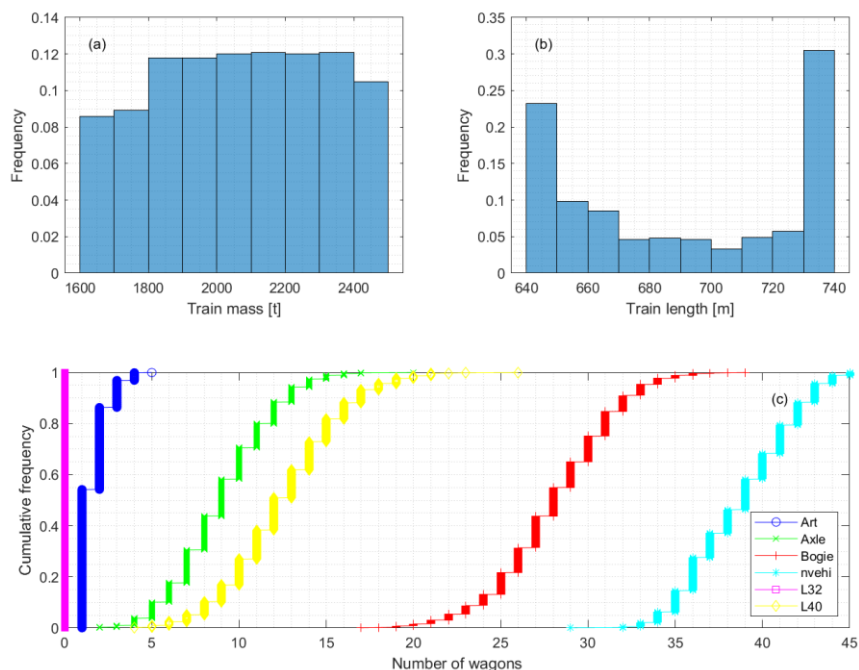 (a)
0.14
0.12
0.1
0.08
0.06
0.04
0.02
0
Frequency
1600 1800 2000 2200 2400
Train mass [t]
(b)
0.35
0.3
0.25
0.2
0.15
0.1
0.05
0
Frequency
640 660 680 700 720 740
Train length [m]
(c)
1
0.8
0.6
0.4
0.2
0
Cumulative frequency
0 5 10 15 20 25 30 35 40 45
Number of wagons
Art
Axle
Bogie
nvehi
L32
L40